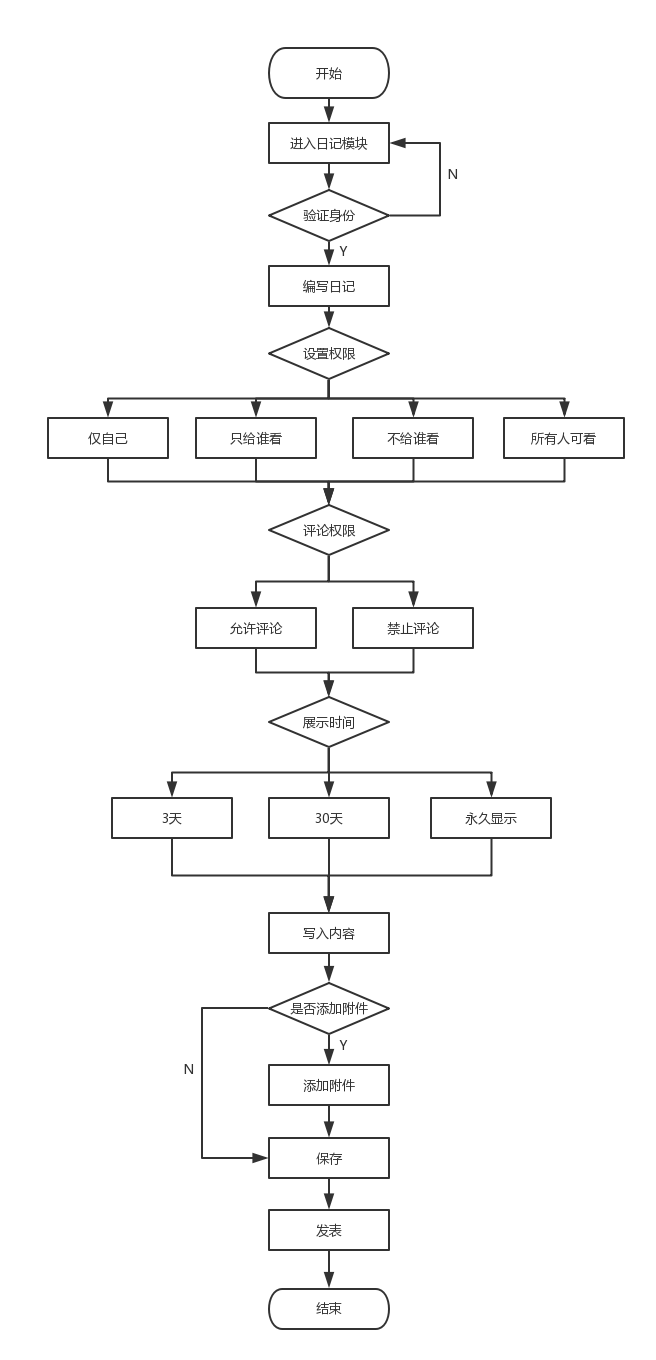 开始
进入日记模块
N
验证身份
Y
编写日记
设置权限
仅自己
只给谁看
不给谁看
所有人可看
评论权限
允许评论
禁止评论
展示时间
3天
30天
永久显示
写入内容
是否添加附件
Y
N
添加附件
保存
发表
结束